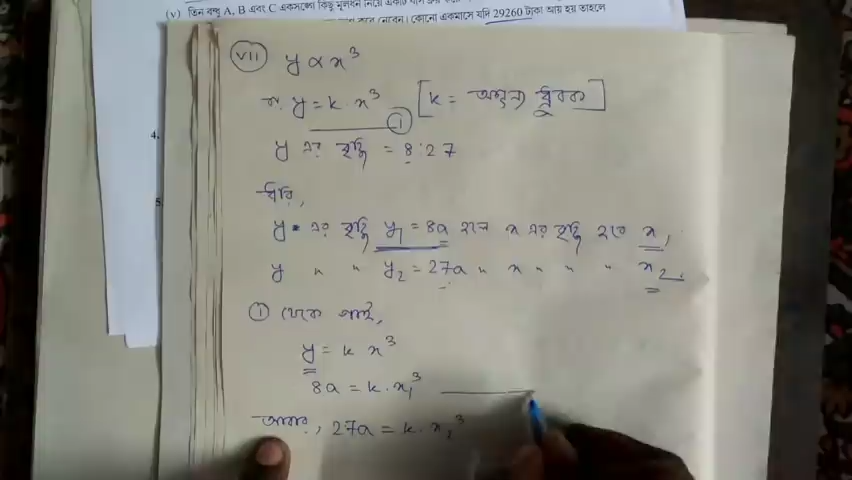 (v) তিন বন্ধু A, B এবং C একসঙ্গে কিছু মূলধন নিয়ে একটি
কোনো একমাসে যদি 29260 টাকা আয় হয় তাহলে
4.
5
VII y ∝ x³
বা, y = k · x³ [k = অশূন্য ধ্রুবক]
①
y এর বৃদ্ধি = 8:27
ধরি,
y এর বৃদ্ধি y₁ = 8a হলে x এর বৃদ্ধি হবে x₁
y " " y₂ = 27a " x " " " x₂.
① থেকে পাই,
y = k x³
8a = k · x₁³
আবার, 27a = k · x₂³